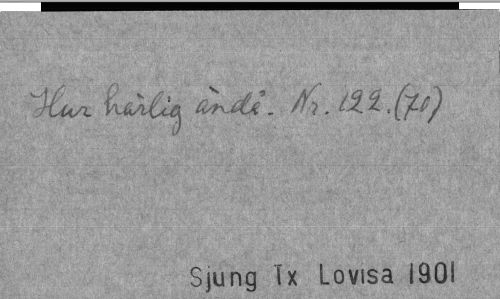 Hur härlig ändå. Nr. 122. (70)
Sjung Tx Lovisa 1901